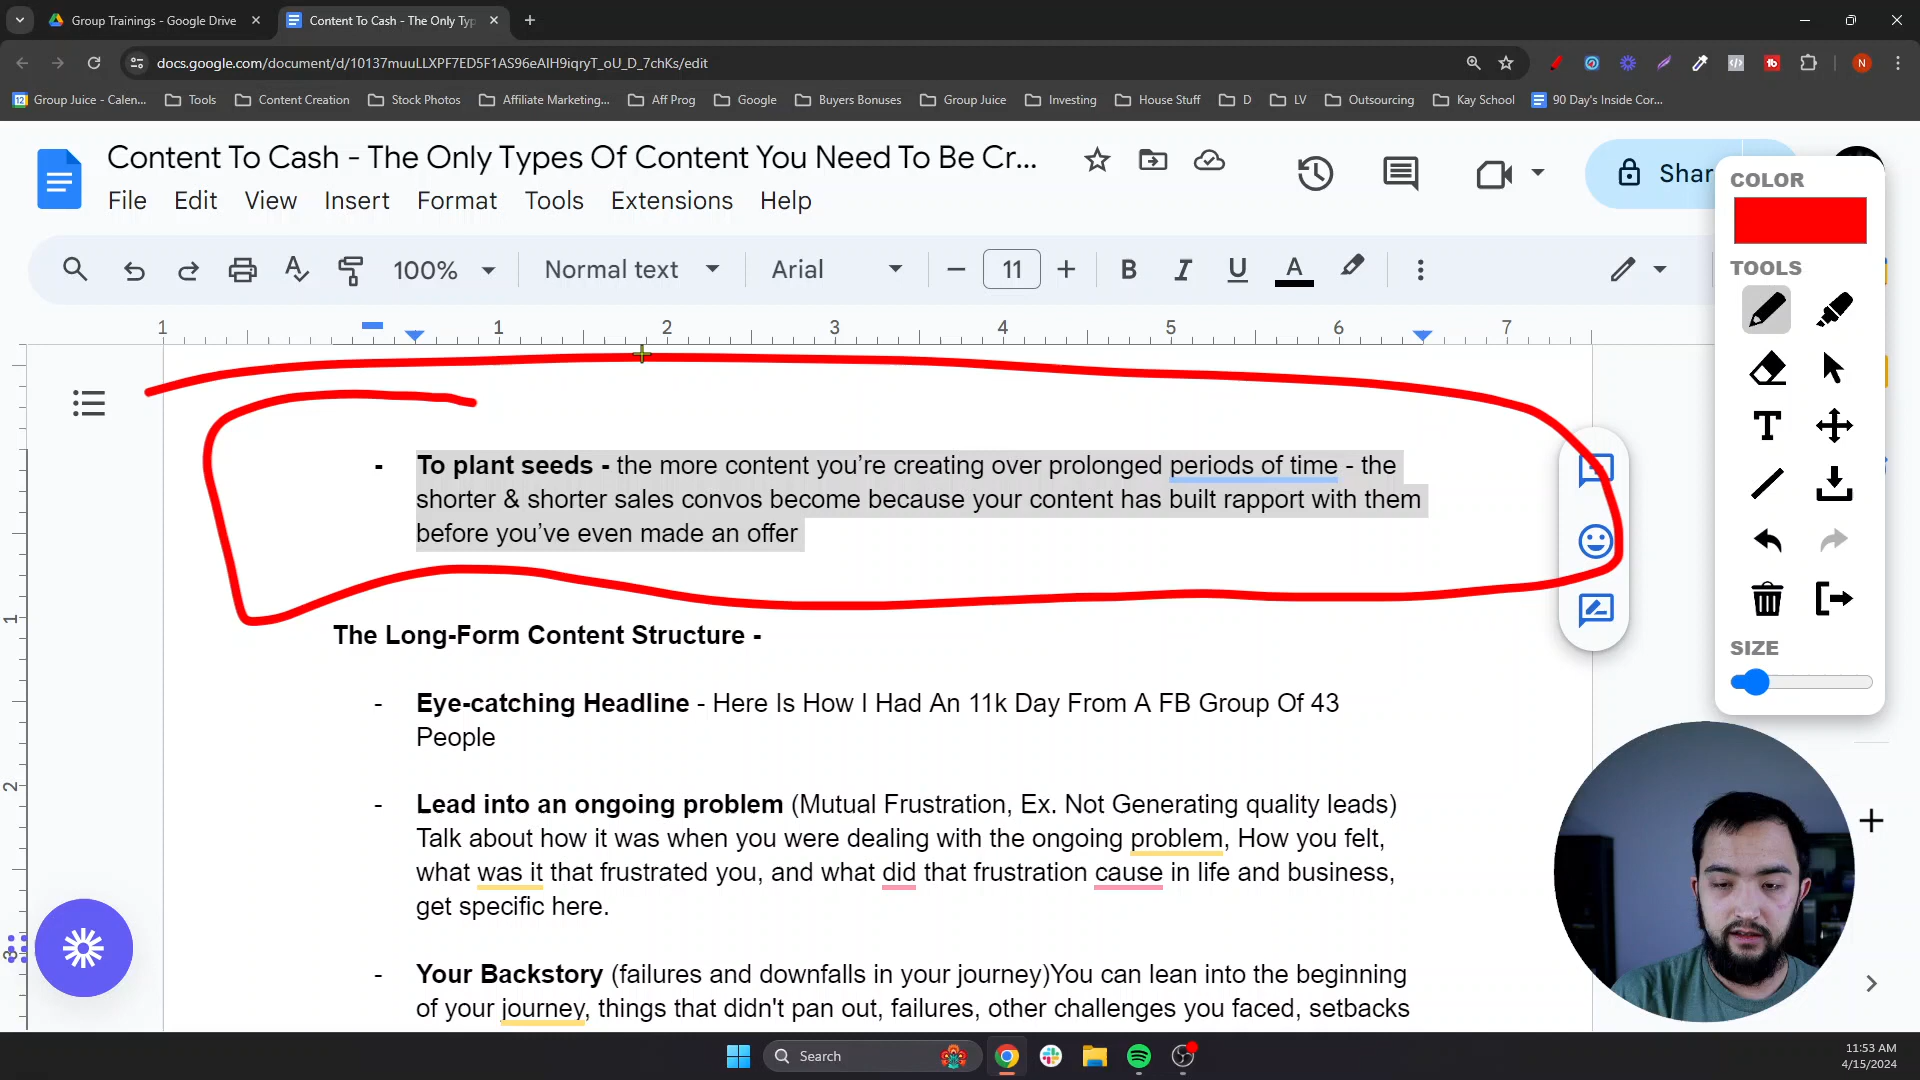 Group Trainings - Google Drive
Content To Cash - The Only Typ
docs.google.com/document/d/10137muuLLXPF7ED5F1AS96eAIH9iqryT_oU_D_7chKs/edit
Group Juice - Calen...
Tools
Content Creation
Stock Photos
Affiliate Marketing...
Aff Prog
Google
Buyers Bonuses
Group Juice
Investing
House Stuff
D
LV
Outsourcing
Kay School
90 Day's Inside Cor...
Content To Cash - The Only Types Of Content You Need To Be Cr...
Shar
File Edit View Insert Format Tools Extensions Help
100% Normal text Arial 11 B I U A
1 1 2 3 4 5 6 7
COLOR
TOOLS
T
SIZE
- To plant seeds - the more content you’re creating over prolonged periods of time - the
shorter & shorter sales convos become because your content has built rapport with them
before you’ve even made an offer
The Long-Form Content Structure -
- Eye-catching Headline - Here Is How I Had An 11k Day From A FB Group Of 43
People
- Lead into an ongoing problem (Mutual Frustration, Ex. Not Generating quality leads)
Talk about how it was when you were dealing with the ongoing problem, How you felt,
what was it that frustrated you, and what did that frustration cause in life and business,
get specific here.
- Your Backstory (failures and downfalls in your journey)You can lean into the beginning
of your journey, things that didn't pan out, failures, other challenges you faced, setbacks
1
2
3
N
Search
11:53 AM
4/15/2024